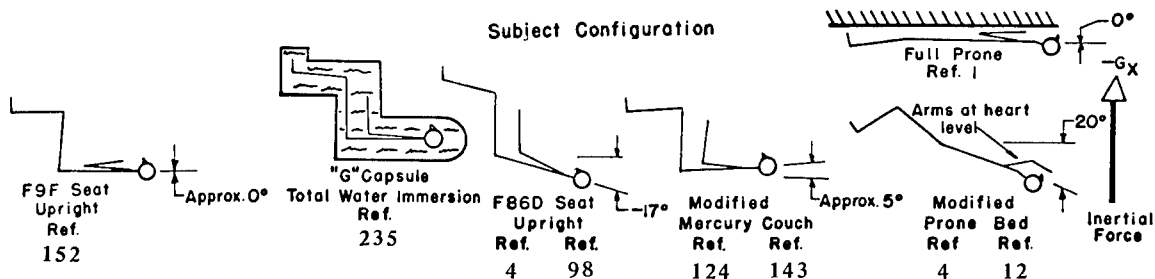 Subject Configuration
0°
Full Prone
Ref. 1
-Gx
Arms at heart
level
20°
Approx. 0°
F9F Seat
Upright
Ref.
152
"G" Capsule
Total Water Immersion
Ref.
235
-17°
F86D Seat
Upright
Ref. Ref.
4 98
Approx. 5°
Modified
Mercury Couch
Ref. Ref.
124 143
Modified
Prone Bed
Ref Ref.
4 12
Inertial
Force